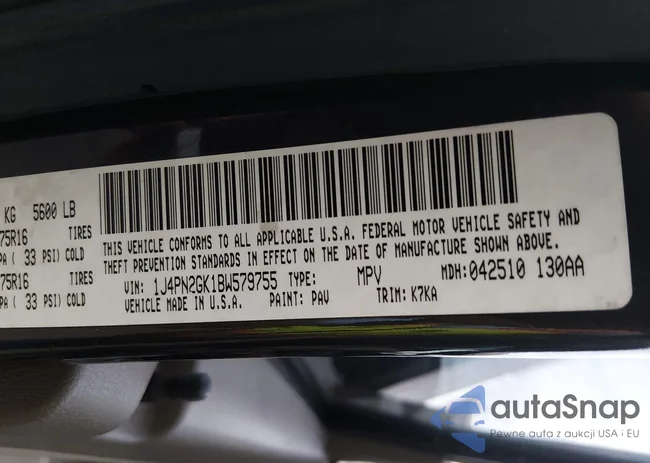 KG 5600 LB
THIS VEHICLE CONFORMS TO ALL APPLICABLE U.S.A. FEDERAL MOTOR VEHICLE SAFETY AND
75R16 TIRES
THEFT PREVENTION STANDARDS IN EFFECT ON THE DATE OF MANUFACTURE SHOWN ABOVE.
PA ( 33 PSI) COLD
VIN: 1J4PN2GK1BW579755 TYPE: MPV MDH: 042510 130AA
75R16 TIRES
VEHICLE MADE IN U.S.A. PAINT: PAV TRIM: K7KA
PA ( 33 PSI) COLD
autaSnap
Pewne auta z aukcji USA i EU